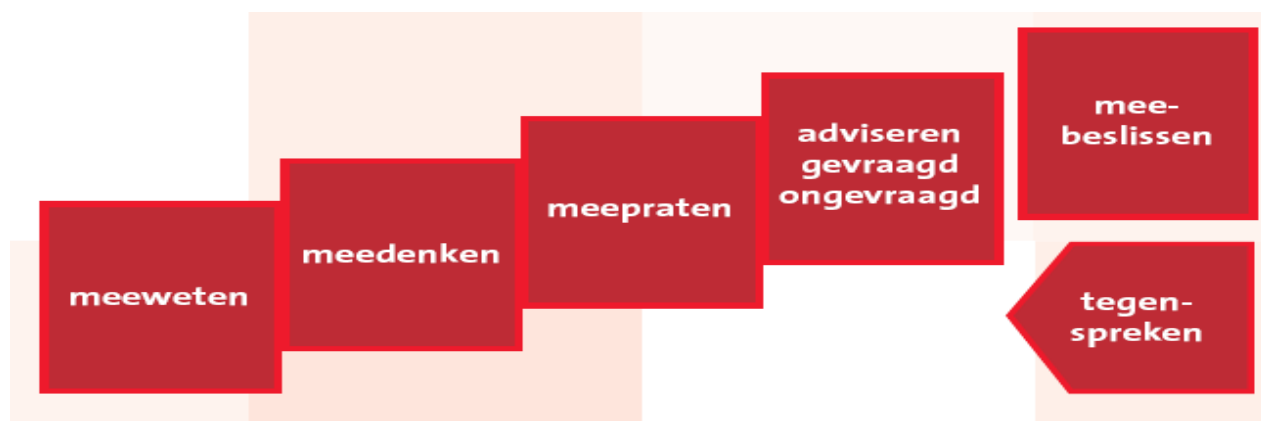 meeweten
meedenken
meepraten
adviseren
gevraagd
ongevraagd
mee-
beslissen
tegen-
spreken